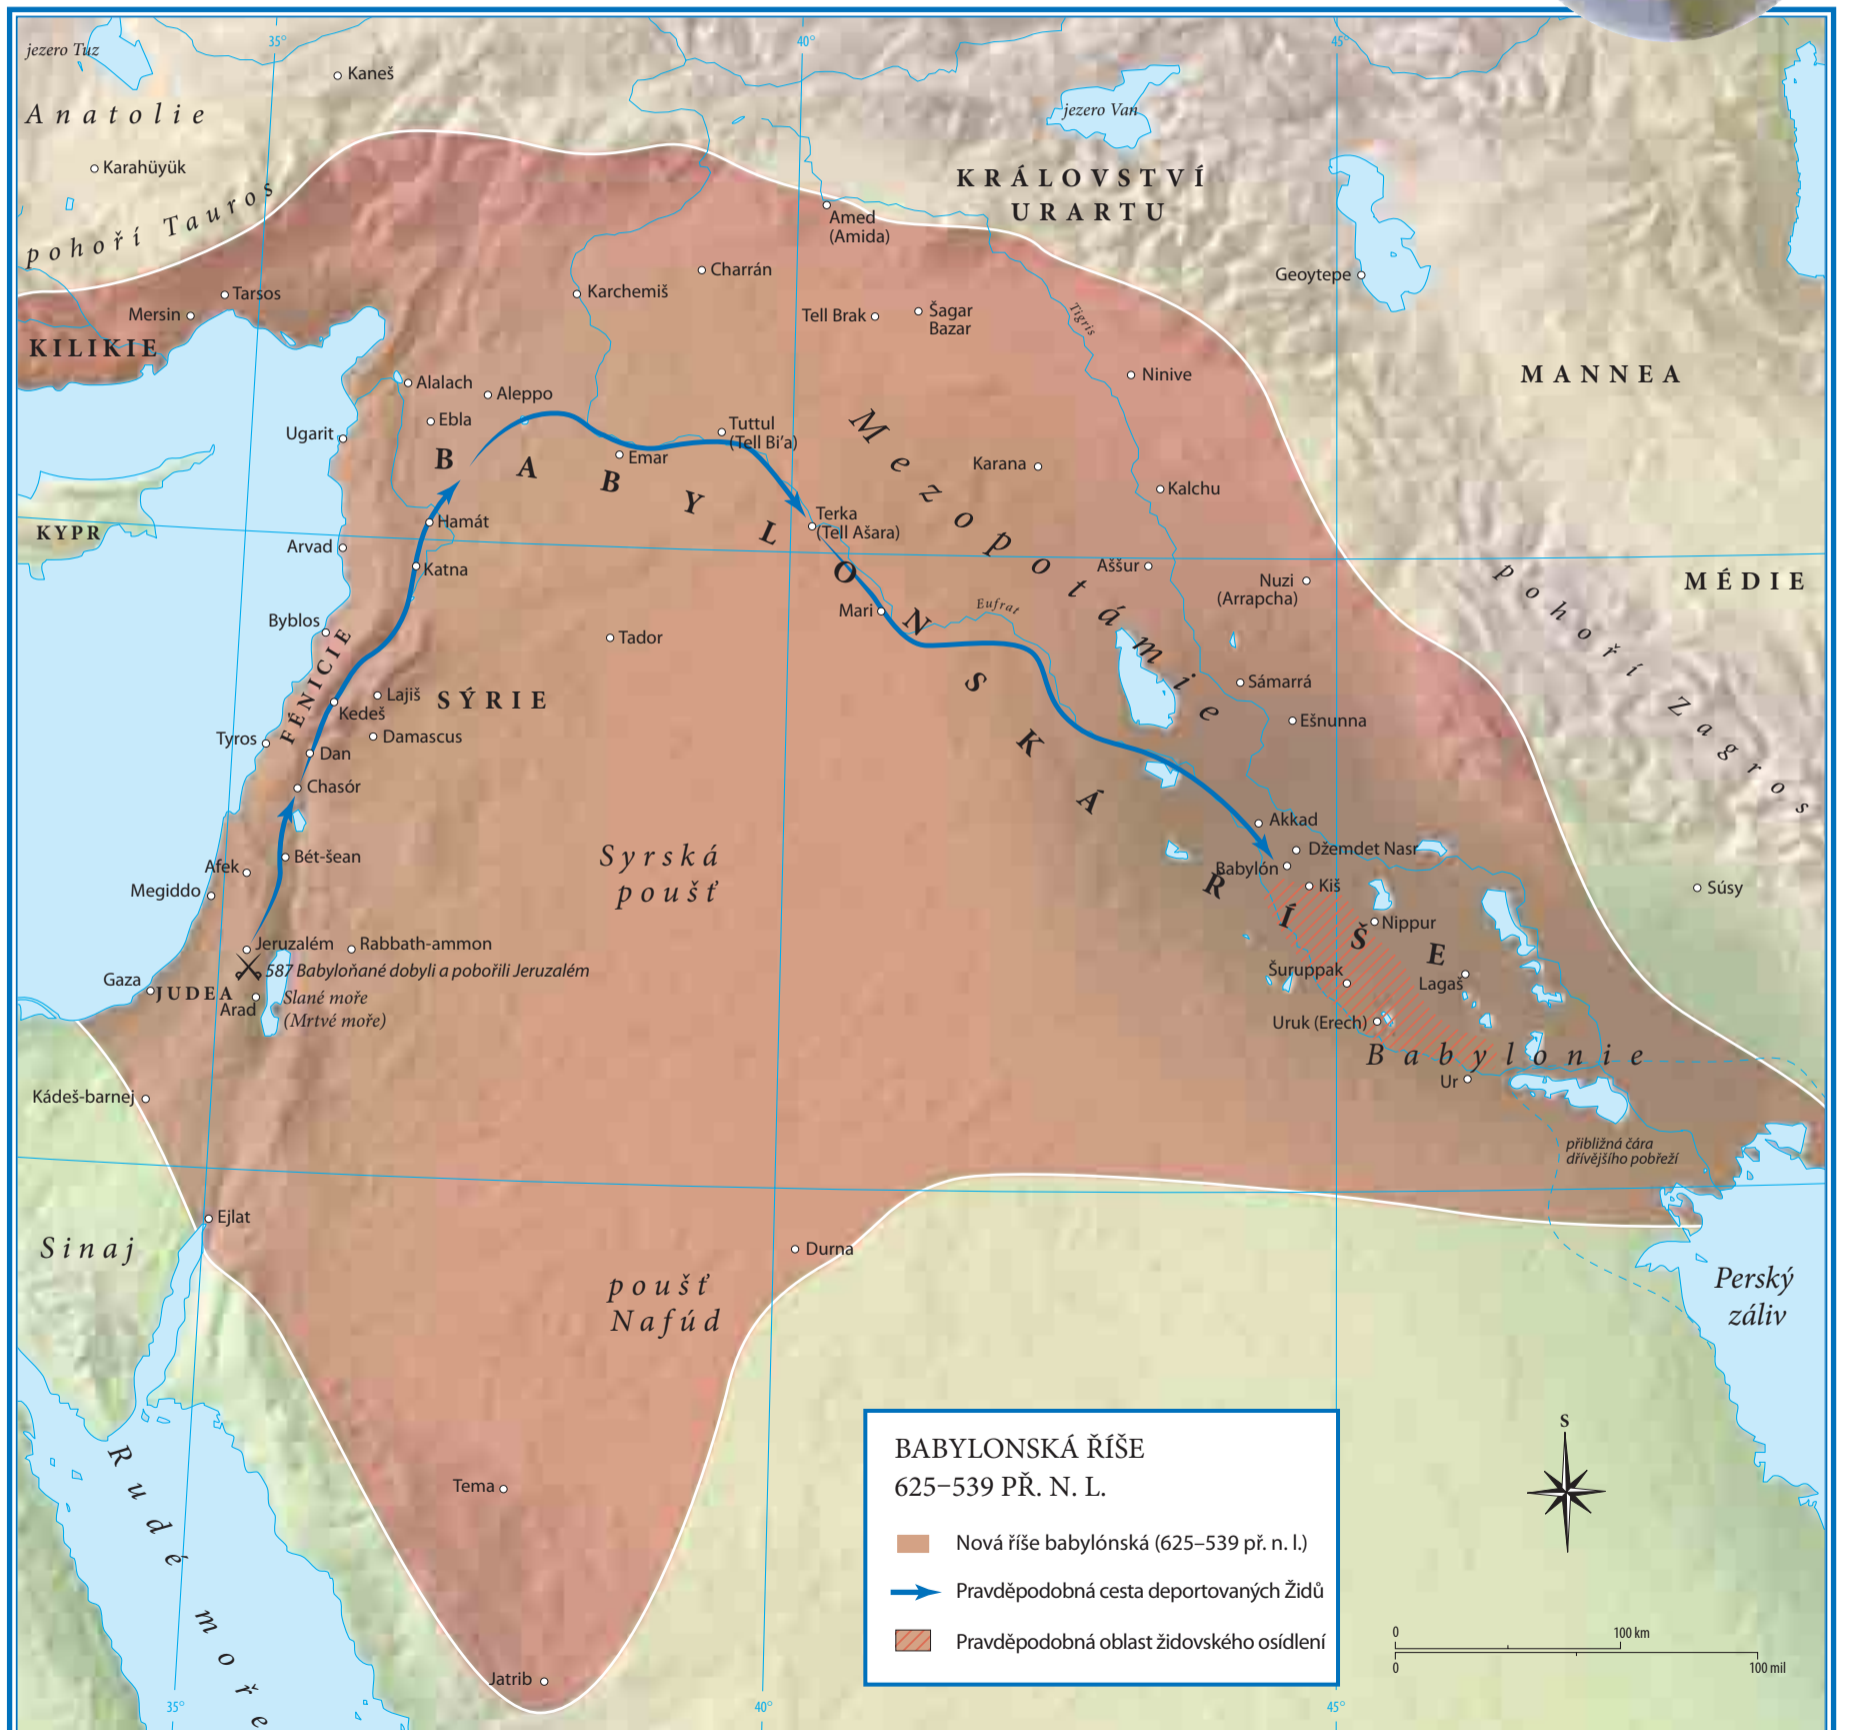 35°
40°
45°
jezero Tuz
Kaneš
Anatolie
jezero Van
Karahüyük
KRÁLOVSTVÍ
URARTU
pohoří Tauros
Amed
(Amida)
Charrán
Geoytepe
Tarsos
Karchemiš
Mersin
Tell Brak
Šagar
Bazar
Tigris
KILIKIE
Ninive
MANNEA
Alalach
Aleppo
Ebla
Ugarit
Tuttul
(Tell Bi’a)
Mezopotámie
BABYLONSKÁ ŘÍŠE
Emar
Karana
Kalchu
Hamát
Terka
(Tell Ašara)
KYPR
Arvad
Katna
Aššur
Nuzi
(Arrapcha)
MÉDIE
pohoří Zagros
Mari
Eufrat
Byblos
Tador
FÉNICIE
Lajiš
SÝRIE
Sámarrá
Kedeš
Ešnunna
Tyros
Damascus
Dan
Chasór
Akkad
Džemdet Nasr
Syrská
poušť
Bét-šean
Afek
Babylón
Kiš
Megiddo
Súsy
Nippur
Jeruzalém
Rabbath-ammon
587 Babyloňané dobyli a pobořili Jeruzalém
Šuruppak
Lagaš
Gaza
JUDEA
Arad
Slané moře
(Mrtvé moře)
Uruk (Erech)
Babylonie
Ur
Kádeš-barnej
přibližná čára
dřívějšího pobřeží
Ejlat
Sinaj
Durna
poušť
Nafúd
Perský
záliv
Rudé moře
Tema
Jatrib
BABYLONSKÁ ŘÍŠE
625–539 PŘ. N. L.
Nová říše babylónská (625–539 př. n. l.)
Pravděpodobná cesta deportovaných Židů
Pravděpodobná oblast židovského osídlení
S
0
100 km
0
100 mil
35°
40°
45°